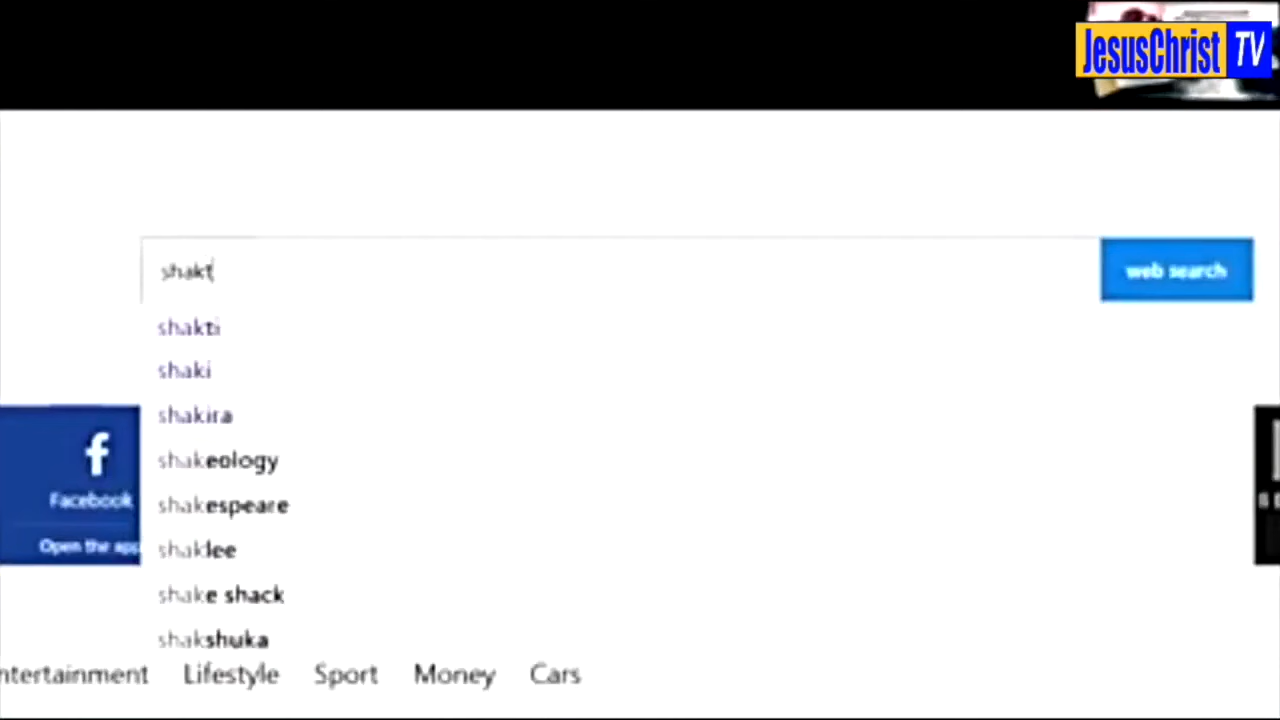 JesusChrist TV
shakt
web search
shakti
shaki
shakira
shakeology
shakespeare
shaklee
shake shack
shakshuka
Facebook
Open the app
ntertainment Lifestyle Sport Money Cars